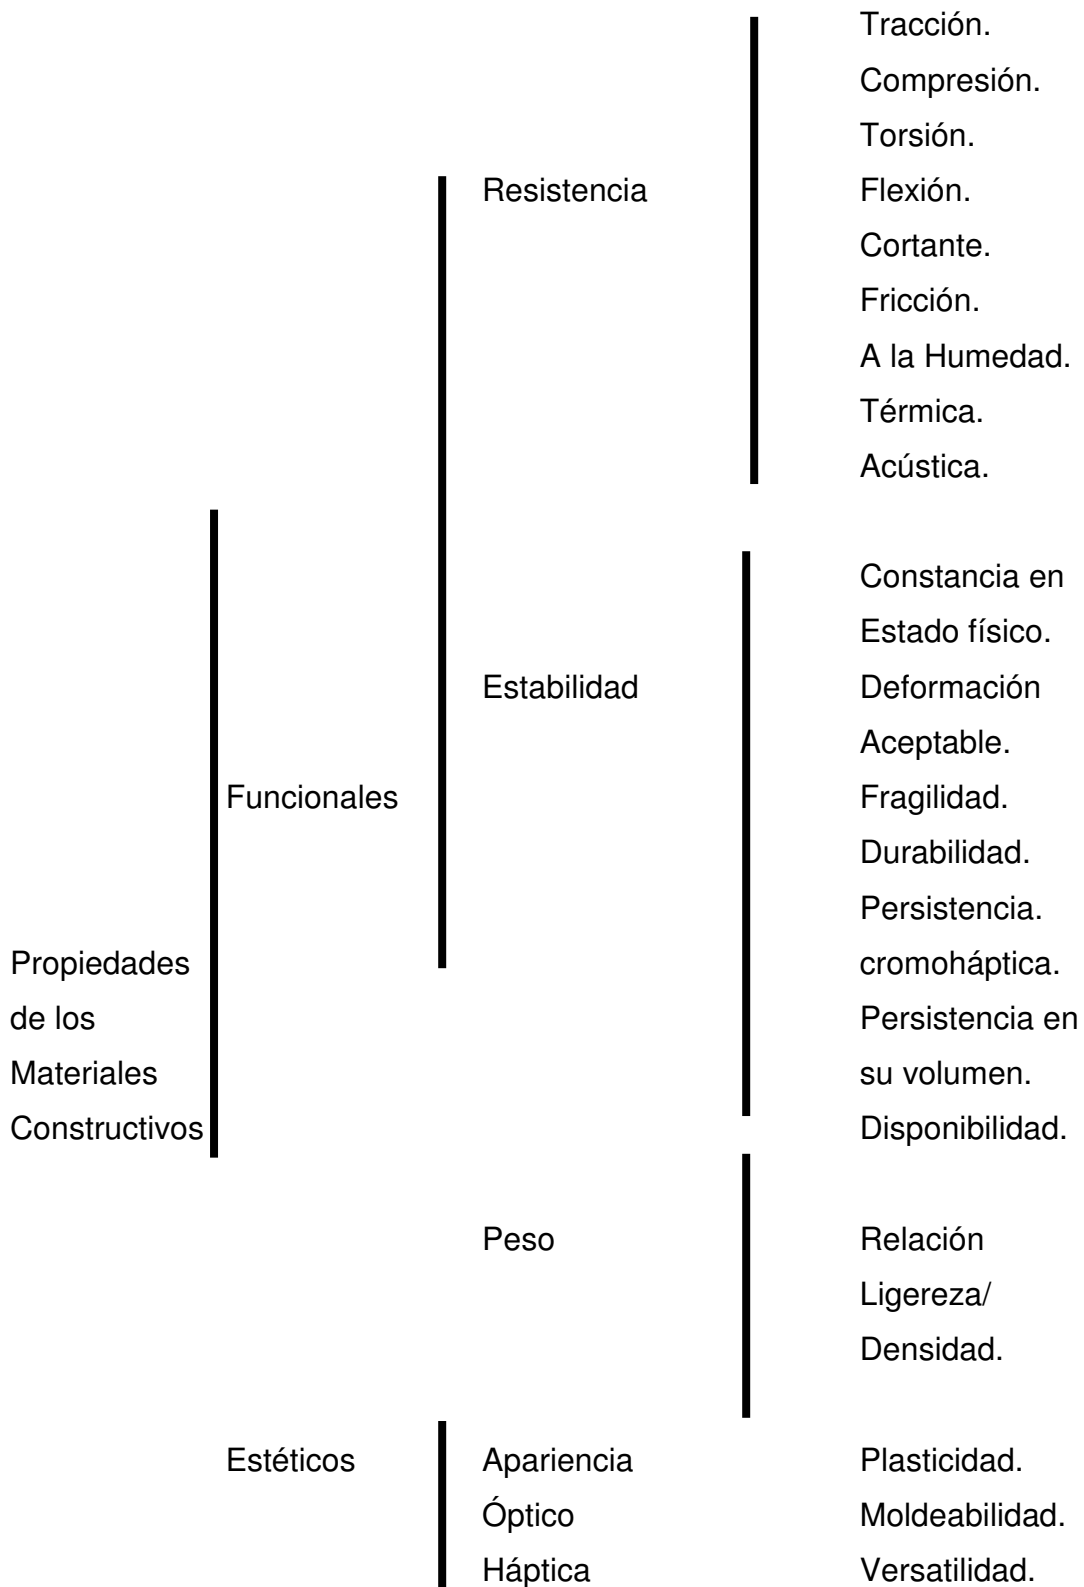 Tracción.
Compresión.
Torsión.
Resistencia Flexión.
Cortante.
Fricción.
A la Humedad.
Térmica.
Acústica.
Constancia en
Estado físico.
Estabilidad Deformación
Aceptable.
Funcionales Fragilidad.
Durabilidad.
Persistencia.
Propiedades cromoháptica.
de los Persistencia en
Materiales su volumen.
Constructivos Disponibilidad.
Peso Relación
Ligereza/
Densidad.
Estéticos Apariencia Plasticidad.
Óptico Moldeabilidad.
Háptica Versatilidad.